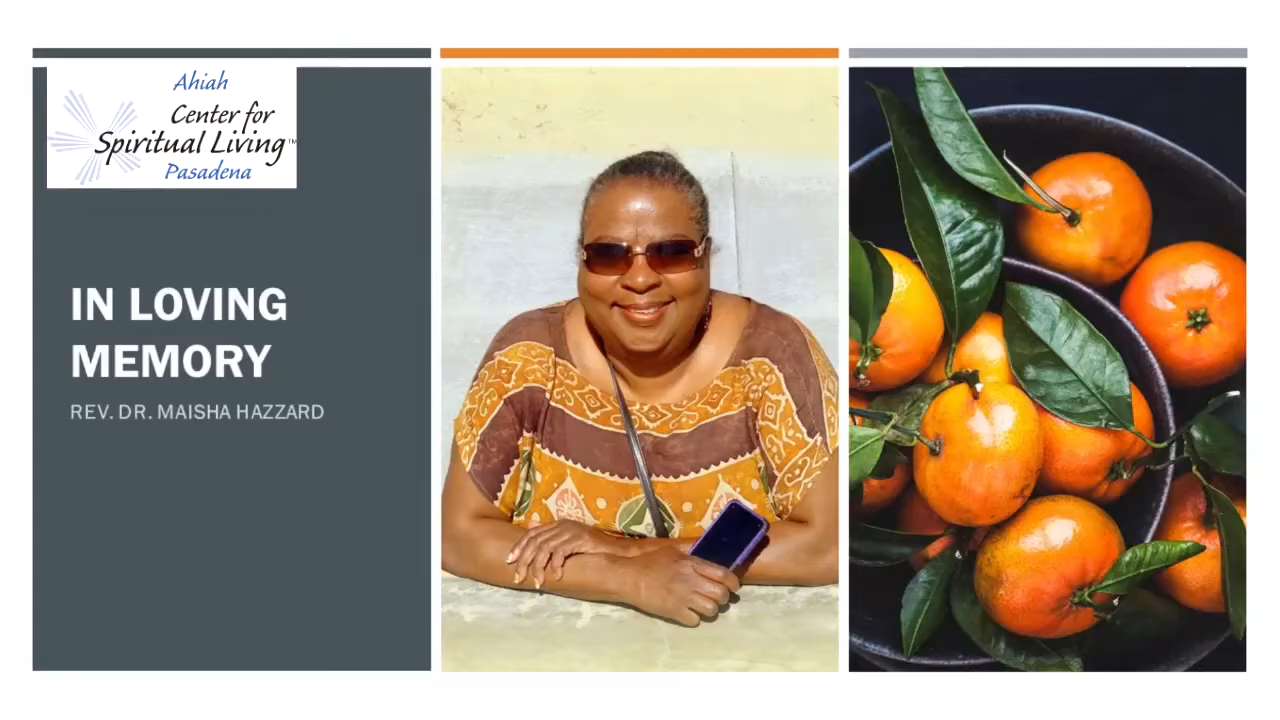 Ahiah
Center for
Spiritual Living™
Pasadena
IN LOVING
MEMORY
REV. DR. MAISHA HAZZARD